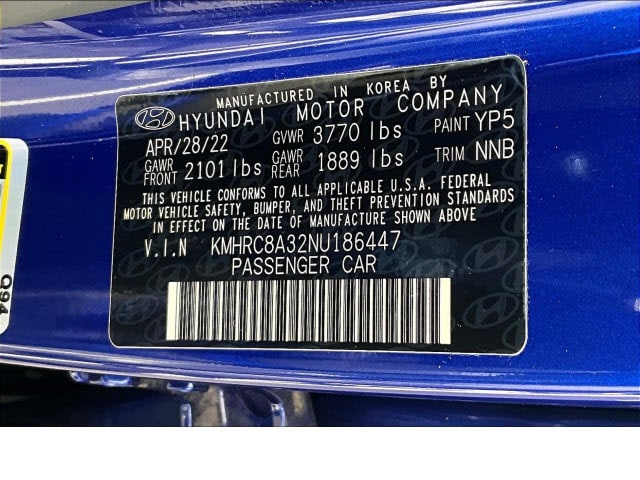 MANUFACTURED IN KOREA BY
HYUNDAI MOTOR COMPANY
APR/28/22 GVWR 3770 lbs PAINT YP5
GAWR FRONT 2101 lbs GAWR REAR 1889 lbs TRIM NNB
THIS VEHICLE CONFORMS TO ALL APPLICABLE U.S.A. FEDERAL
MOTOR VEHICLE SAFETY, BUMPER, AND THEFT PREVENTION STANDARDS
IN EFFECT ON THE DATE OF MANUFACTURE SHOWN ABOVE
V.I.N KMHRC8A32NU186447
PASSENGER CAR
Q94